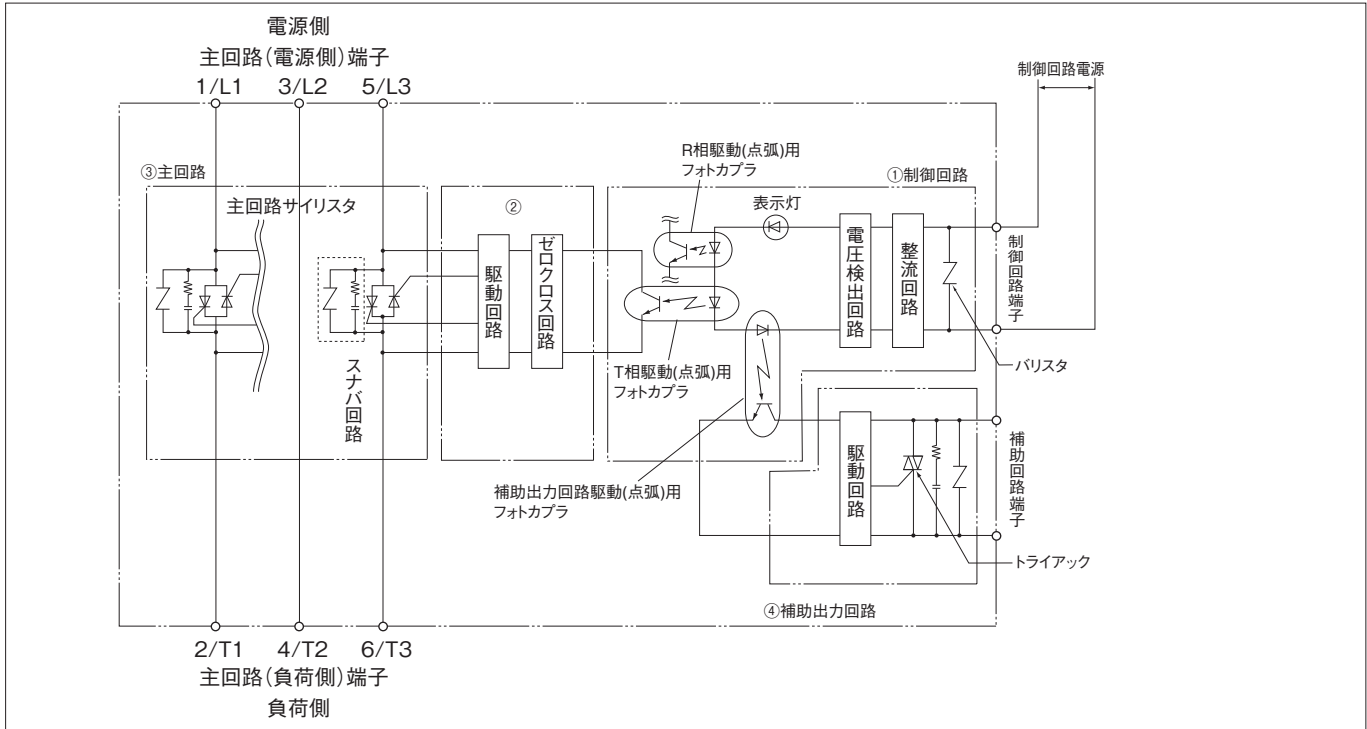 電源側
主回路(電源側)端子
1/L1
3/L2
5/L3
制御回路電源
③主回路
主回路サイリスタ
スナバ回路
②
駆動回路
ゼロクロス回路
R相駆動(点弧)用
フォトカプラ
①制御回路
表示灯
電圧検出回路
整流回路
制御回路端子
T相駆動(点弧)用
フォトカプラ
バリスタ
補助出力回路駆動(点弧)用
フォトカプラ
駆動回路
補助回路端子
トライアック
④補助出力回路
2/T1
4/T2
6/T3
主回路(負荷側)端子
負荷側